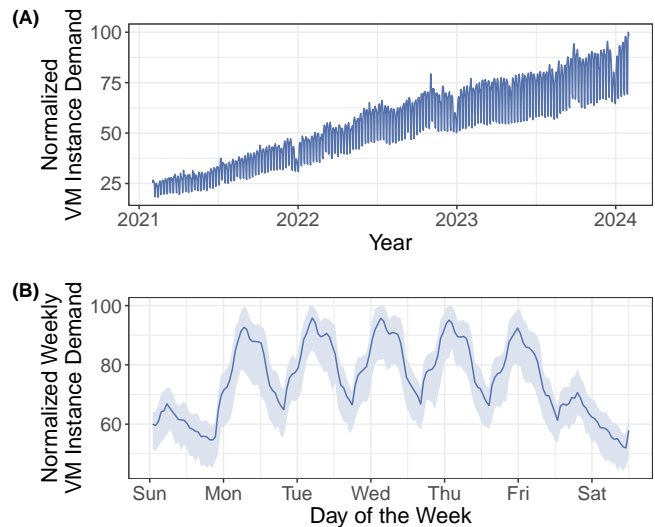 (A)
Normalized
VM Instance Demand
100
75
50
25
2021
2022
2023
2024
Year
(B)
Normalized Weekly
VM Instance Demand
100
80
60
Sun
Mon
Tue
Wed
Thu
Fri
Sat
Day of the Week